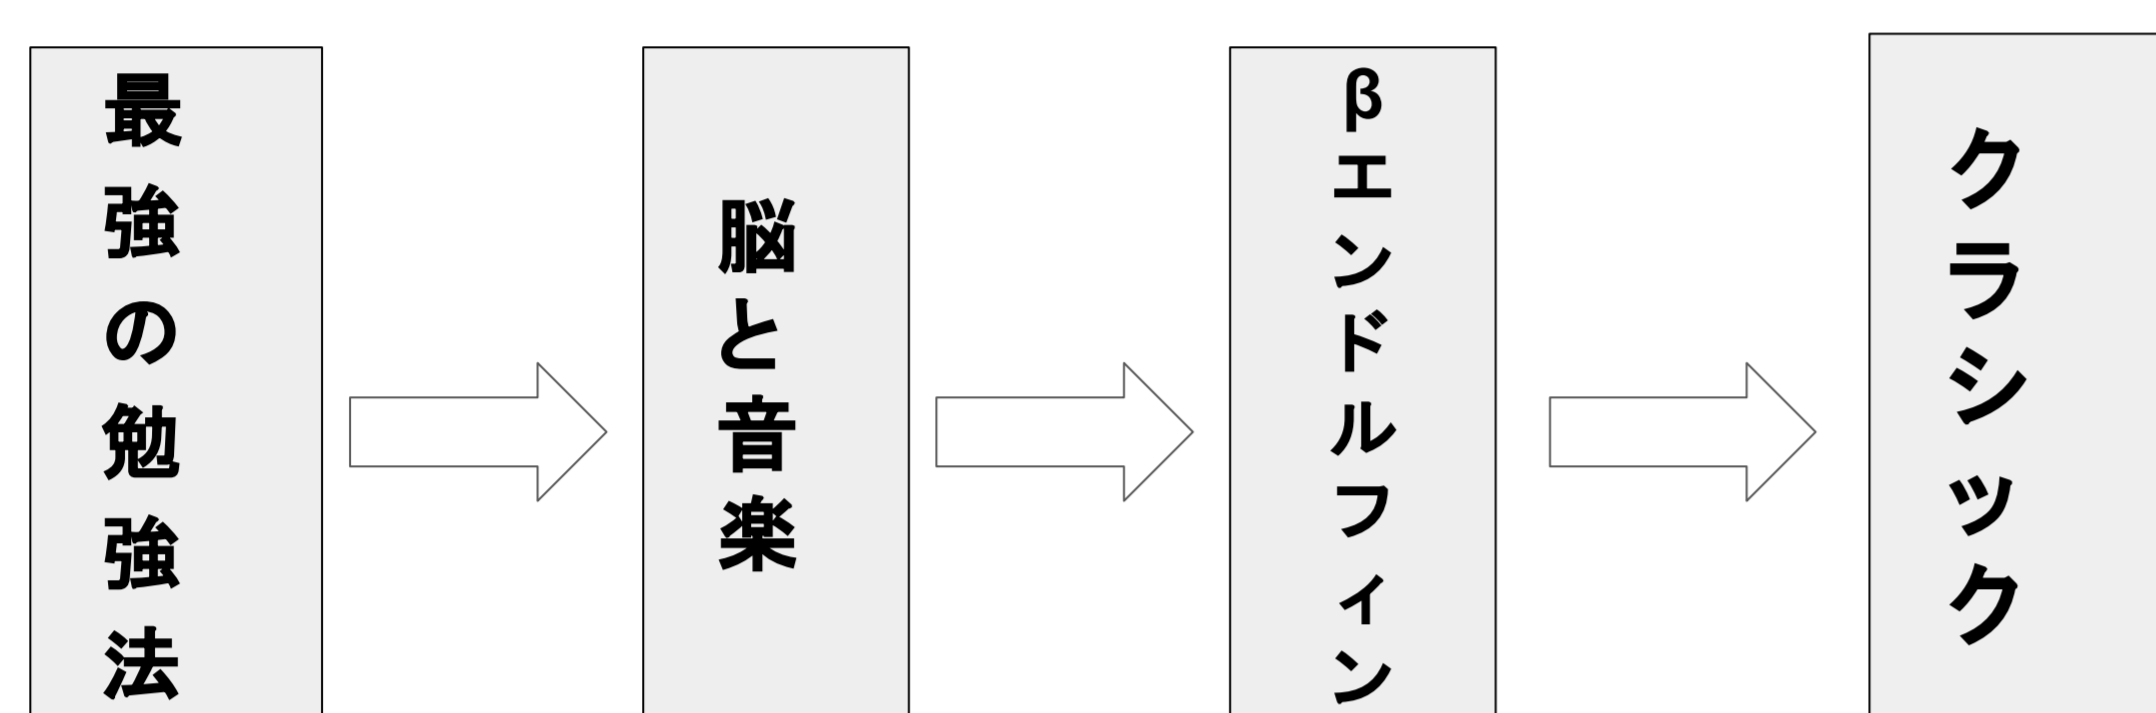 最強の勉強法
脳と音楽
βエンドルフィン
クラシック